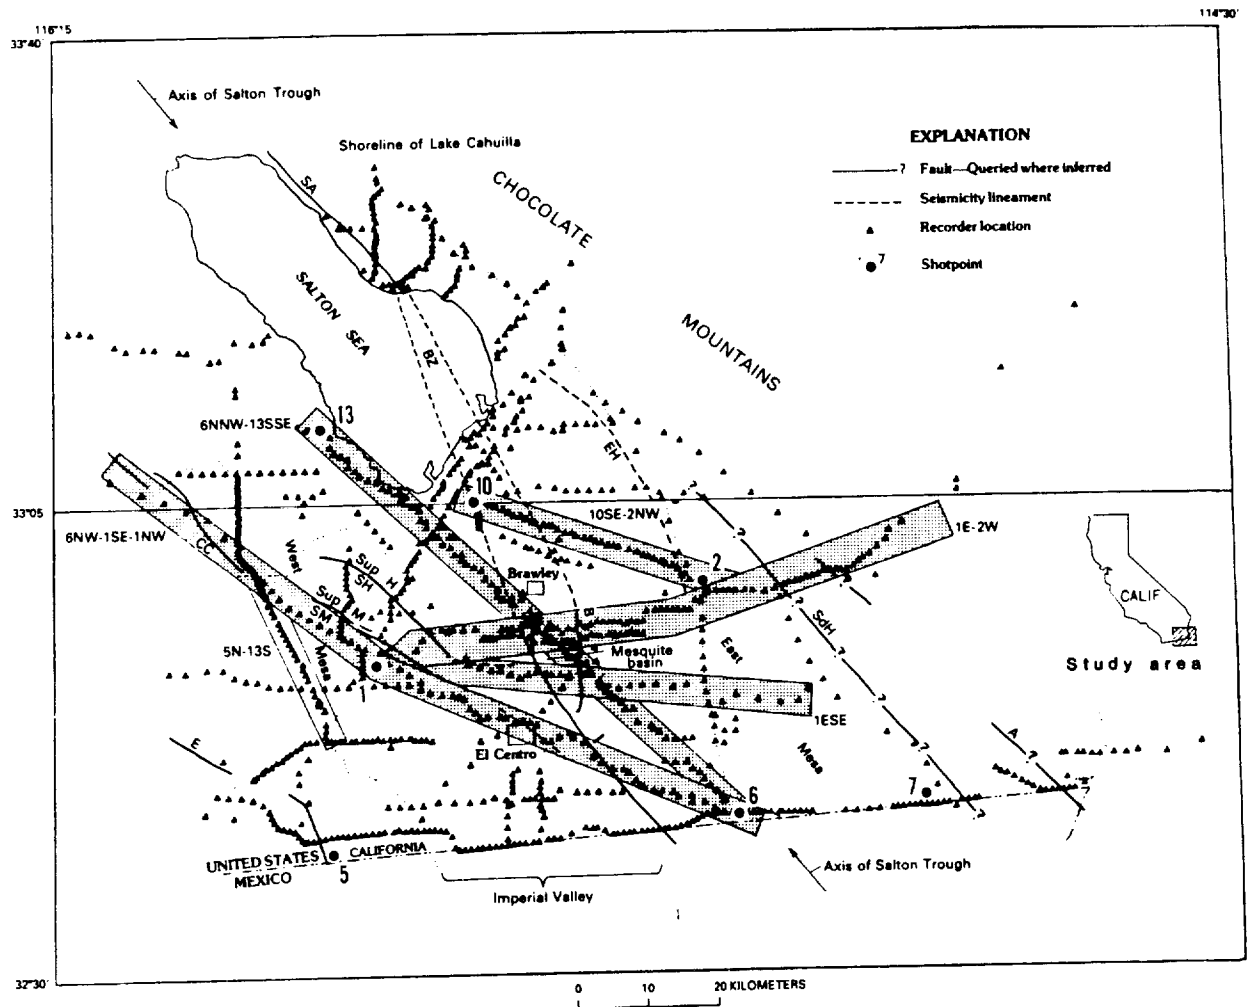 116°15'
114°30'
33°40'
Axis of Salton Trough
Shoreline of Lake Cahuilla
EXPLANATION
? Fault—Queried where inferred
Seismicity lineament
Recorder location
7 Shotpoint
SA
CHOCOLATE
SALTON SEA
MOUNTAINS
BZ
6NNW-13SSE
13
EH
10
33°05'
10SE-2NW
1E-2W
6NW-1SE-1NW
CC
West
Sup H
SH
2
Brawley
CALIF
Sup M
SM
B
SdH
5N-13S
Mesa
Mesquite
basin
East
Study area
1
1ESE
E
El Centro
I
Mesa
A
7
6
UNITED STATES
CALIFORNIA
MEXICO
5
Axis of Salton Trough
Imperial Valley
32°30'
0 10 20 KILOMETERS